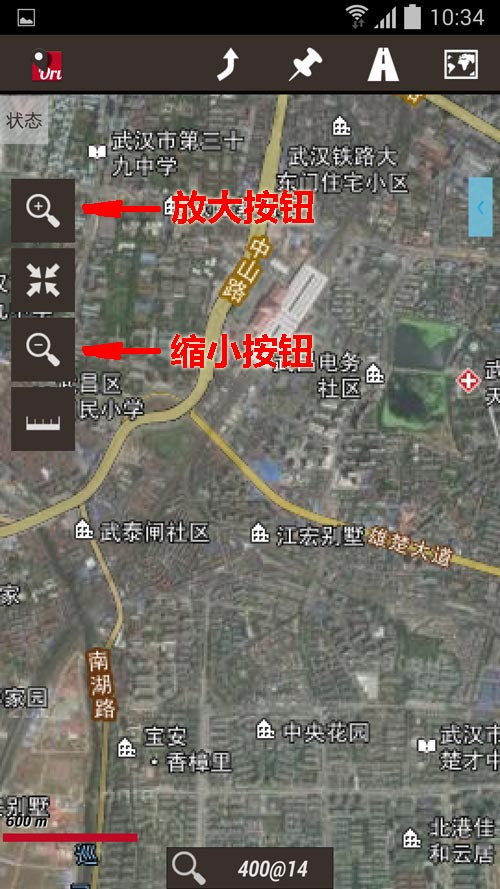 10:34
Ori
状态
武汉市第三十
九中学
武汉铁路大
东门住宅小区
放大按钮
中山路
缩小按钮
电务
社区
昌区
民小学
武泰闸社区
江宏别墅
雄楚大道
家
南湖路
家园
宝安
·香樟里
中央花园
武汉市
楚才中
别墅
600 m
北港佳
和云居
巡
400@14